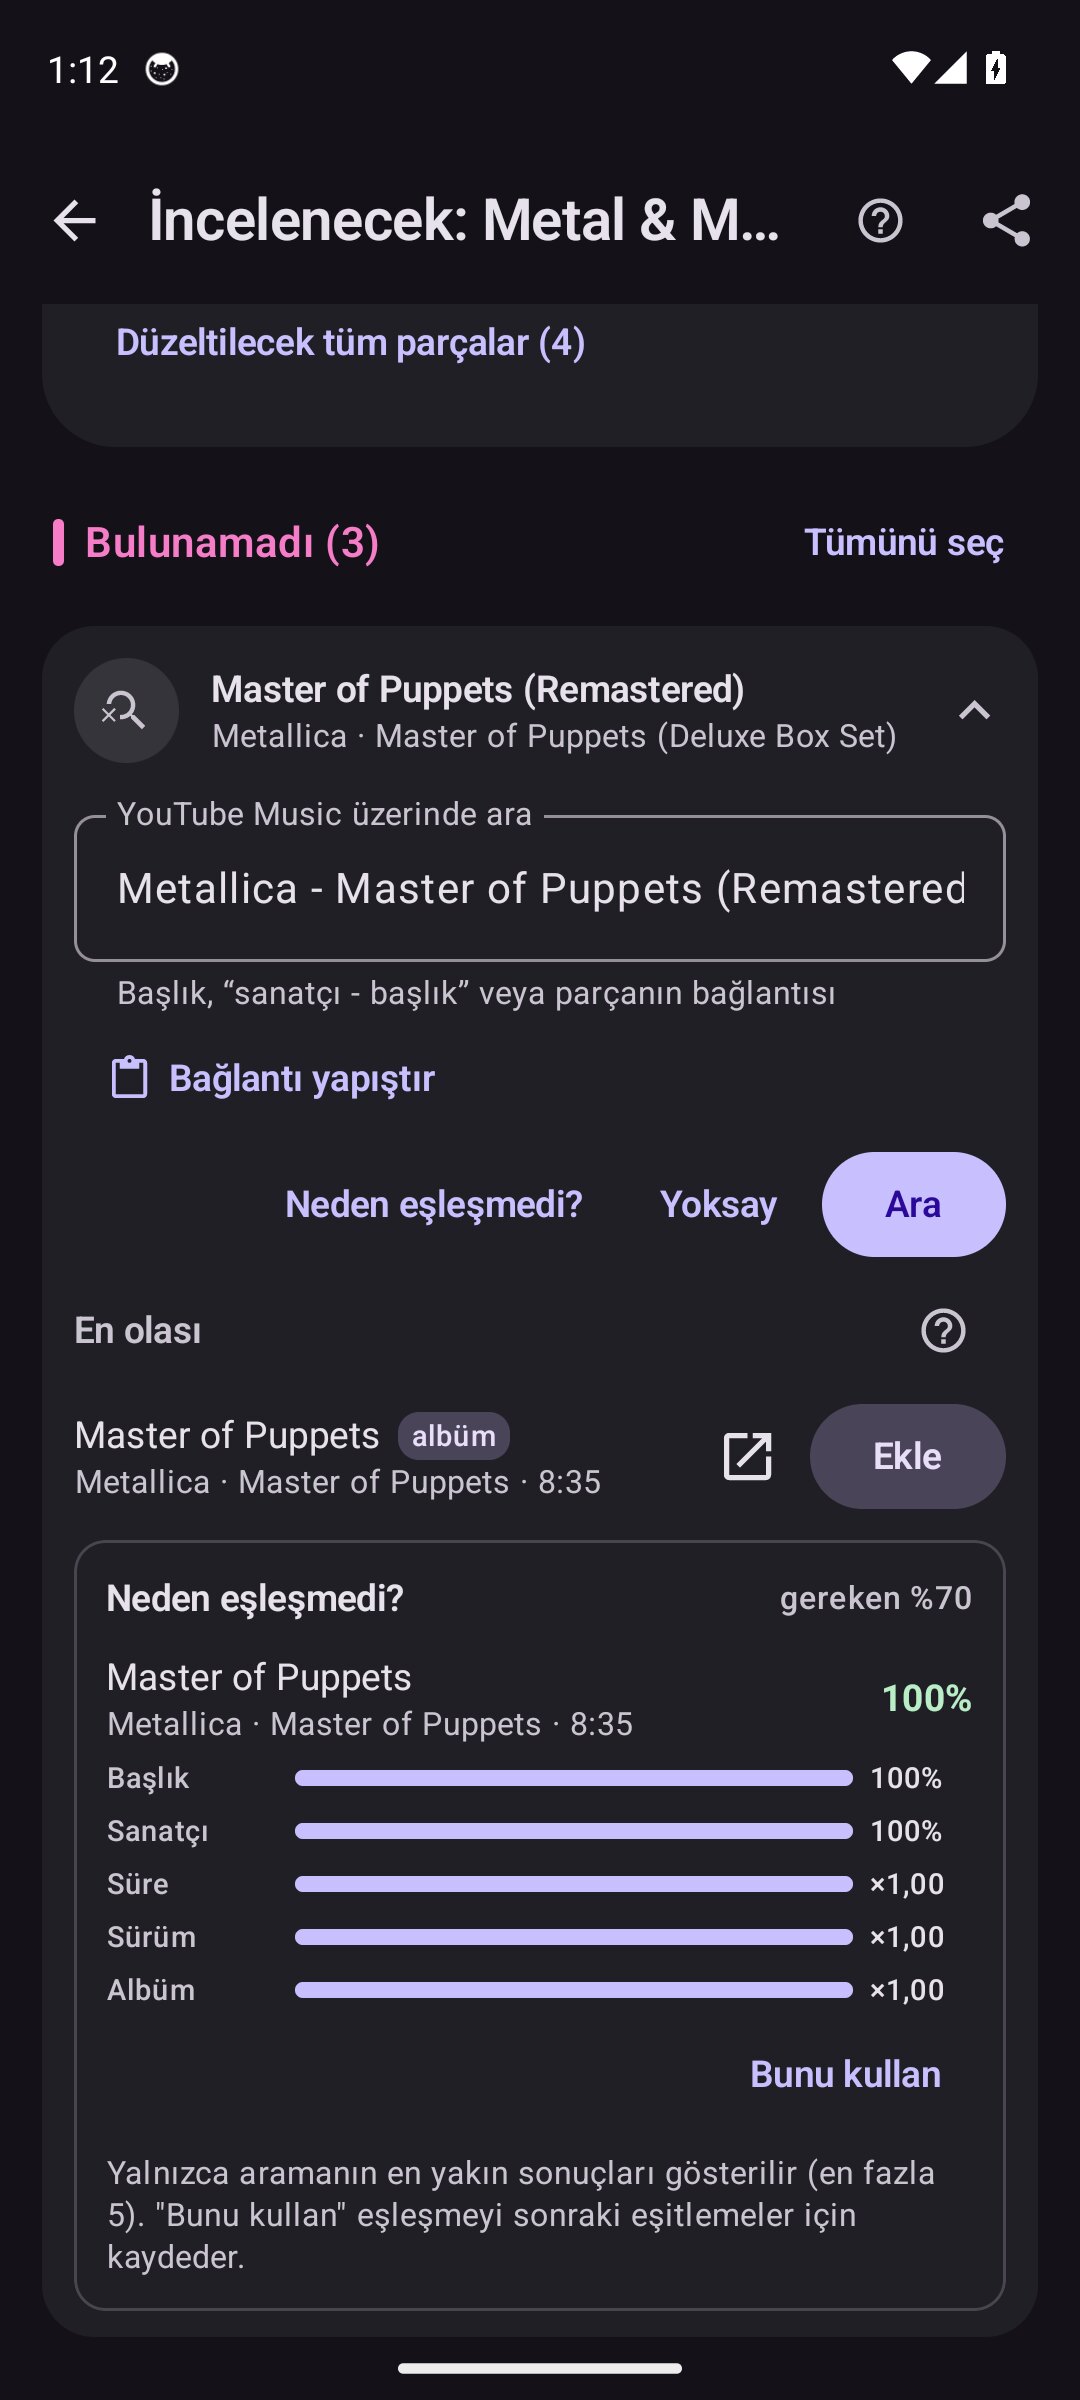 1:12
İncelenecek: Metal & M...
Düzeltilecek tüm parçalar (4)
Bulunamadı (3)
Tümünü seç
Master of Puppets (Remastered)
Metallica · Master of Puppets (Deluxe Box Set)
YouTube Music üzerinde ara
Metallica - Master of Puppets (Remastered
Başlık, “sanatçı - başlık” veya parçanın bağlantısı
Bağlantı yapıştır
Neden eşleşmedi?
Yoksay
Ara
En olası
Master of Puppets albüm
Metallica · Master of Puppets · 8:35
Ekle
Neden eşleşmedi?
gereken %70
Master of Puppets
Metallica · Master of Puppets · 8:35
100%
Başlık 100%
Sanatçı 100%
Süre ×1,00
Sürüm ×1,00
Albüm ×1,00
Bunu kullan
Yalnızca aramanın en yakın sonuçları gösterilir (en fazla
5). "Bunu kullan" eşleşmeyi sonraki eşitlemeler için
kaydeder.